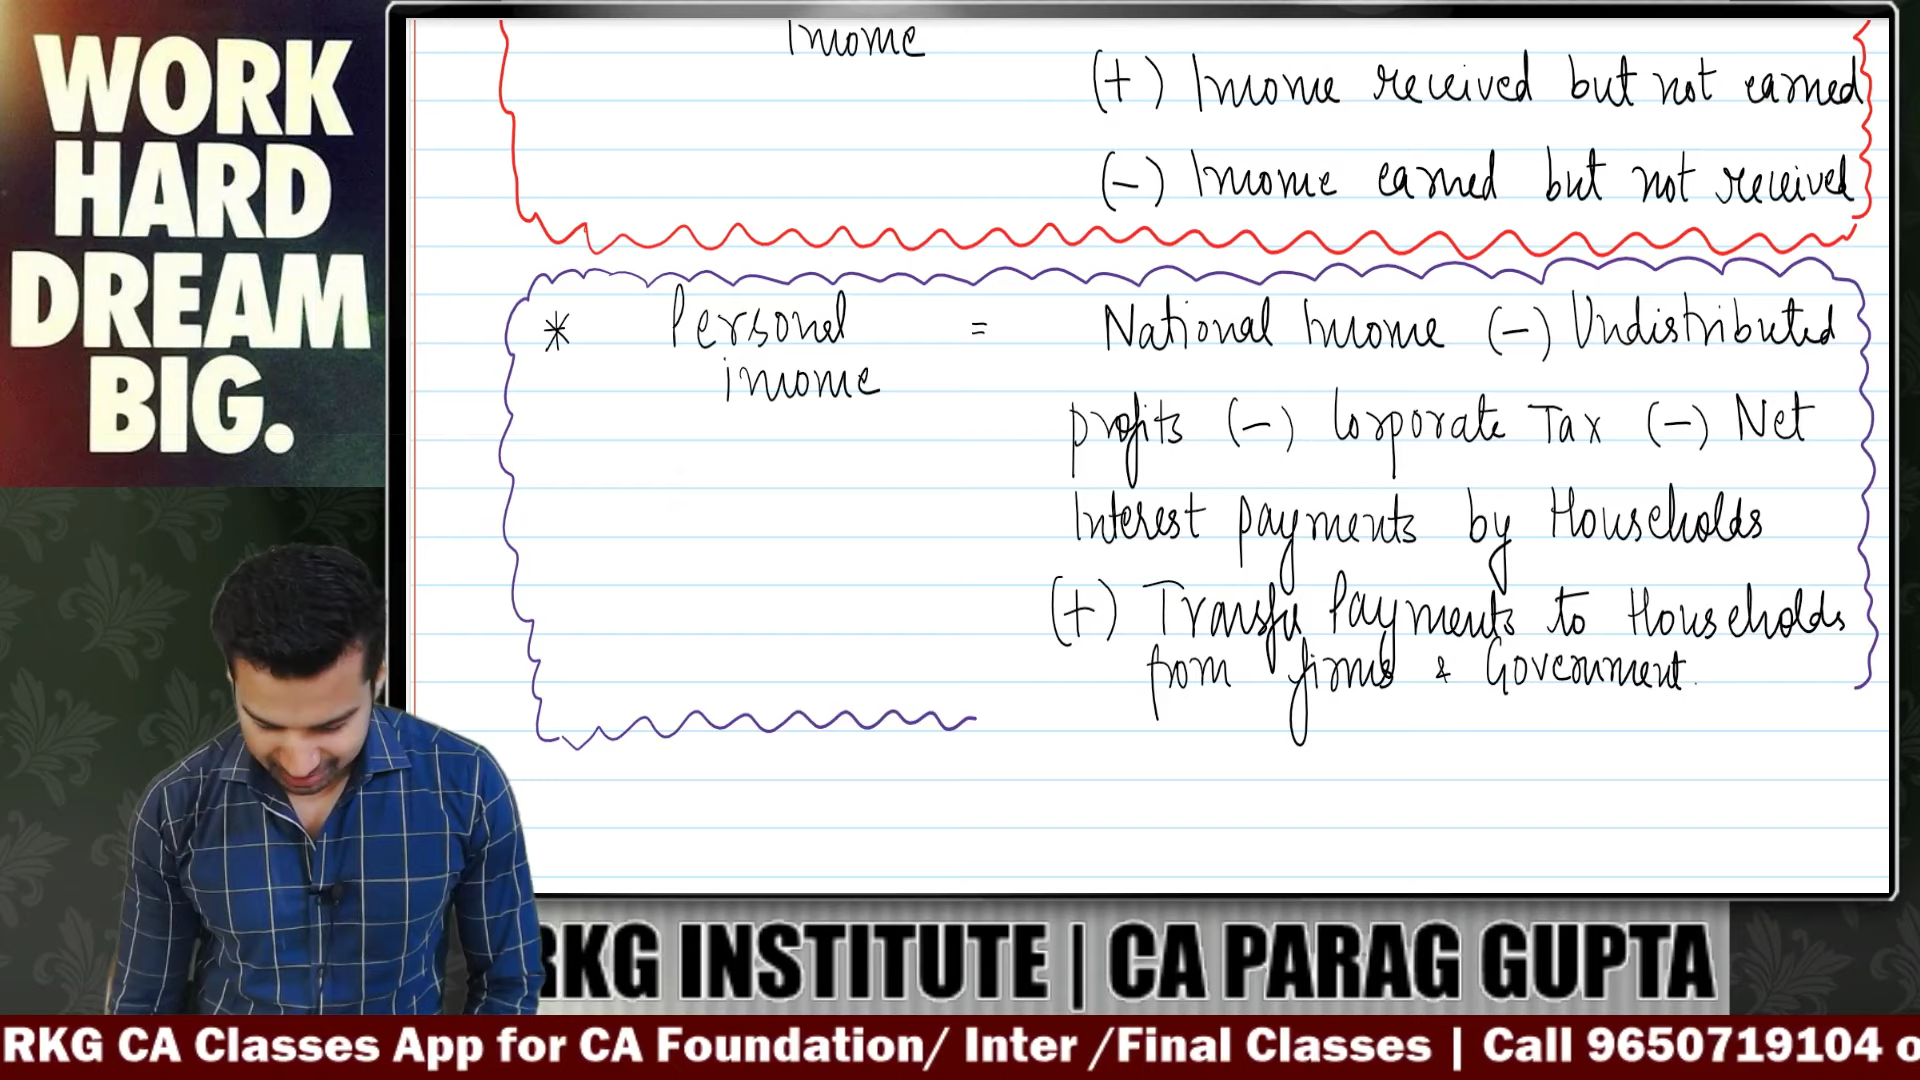 WORK
HARD
DREAM
BIG.
Income
(+) Income received but not earned
(-) Income earned but not received
* Personal = National Income (-) Undistributed
income
profits (-) Corporate Tax (-) Net
Interest payments by Households
(+) Transfer Payments to Households
from firms & Government.
RKG INSTITUTE | CA PARAG GUPTA
RKG CA Classes App for CA Foundation/ Inter /Final Classes | Call 9650719104 o